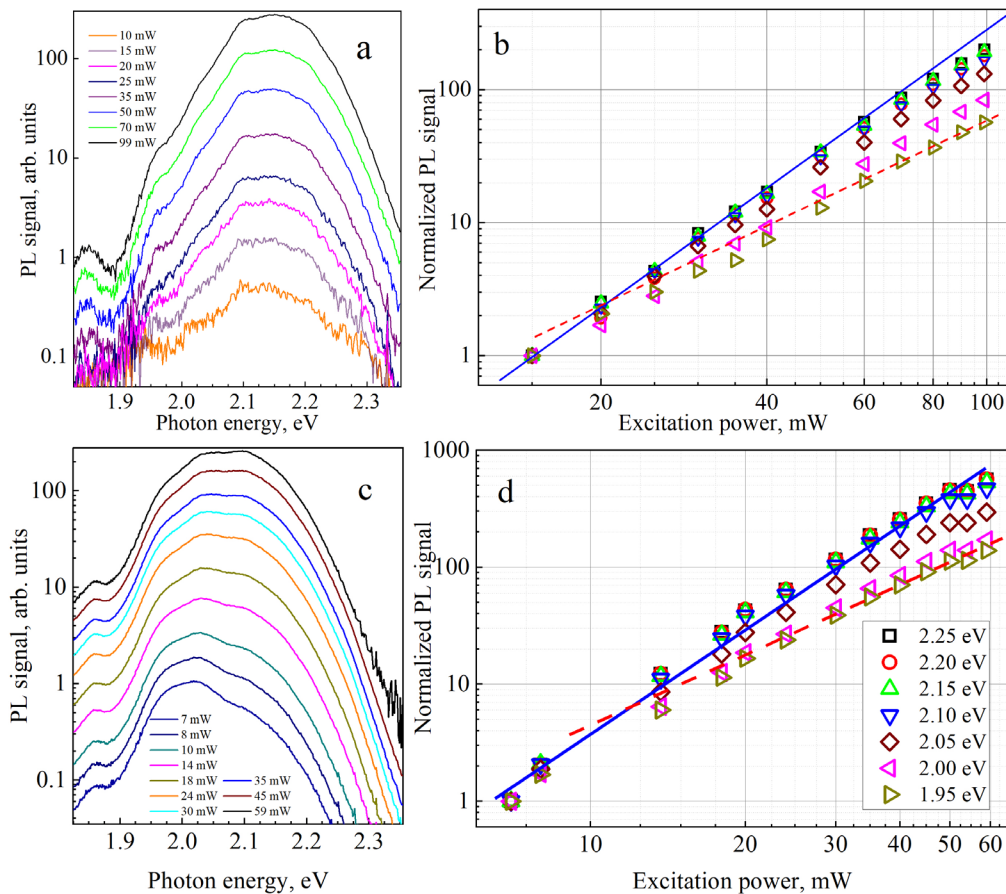 a
10 mW
15 mW
20 mW
25 mW
35 mW
50 mW
70 mW
99 mW
100
10
1
0.1
PL signal, arb. units
1.9 2.0 2.1 2.2 2.3
Photon energy, eV
b
100
10
1
Normalized PL signal
20 40 60 80 100
Excitation power, mW
c
100
10
1
0.1
PL signal, arb. units
7 mW
8 mW
10 mW
14 mW
18 mW 35 mW
24 mW 45 mW
30 mW 59 mW
1.9 2.0 2.1 2.2 2.3
Photon energy, eV
d
1000
100
10
1
Normalized PL signal
2.25 eV
2.20 eV
2.15 eV
2.10 eV
2.05 eV
2.00 eV
1.95 eV
10 20 30 40 50 60
Excitation power, mW